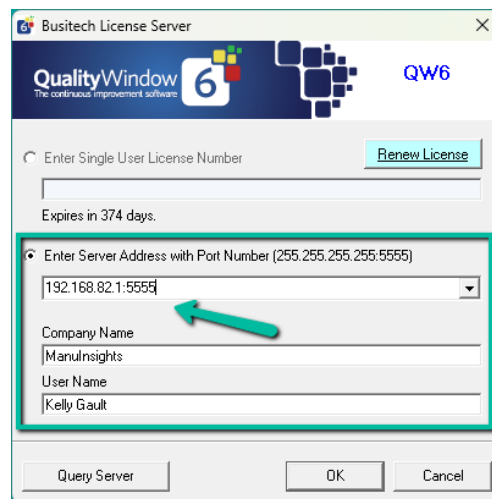 Busitech License Server
QualityWindow 6
The continuous improvement software
QW6
Enter Single User License Number
Renew License
Expires in 374 days.
Enter Server Address with Port Number (255.255.255.255:5555)
192.168.82.1:5555
Company Name
ManuInsights
User Name
Kelly Gault
Query Server
OK
Cancel